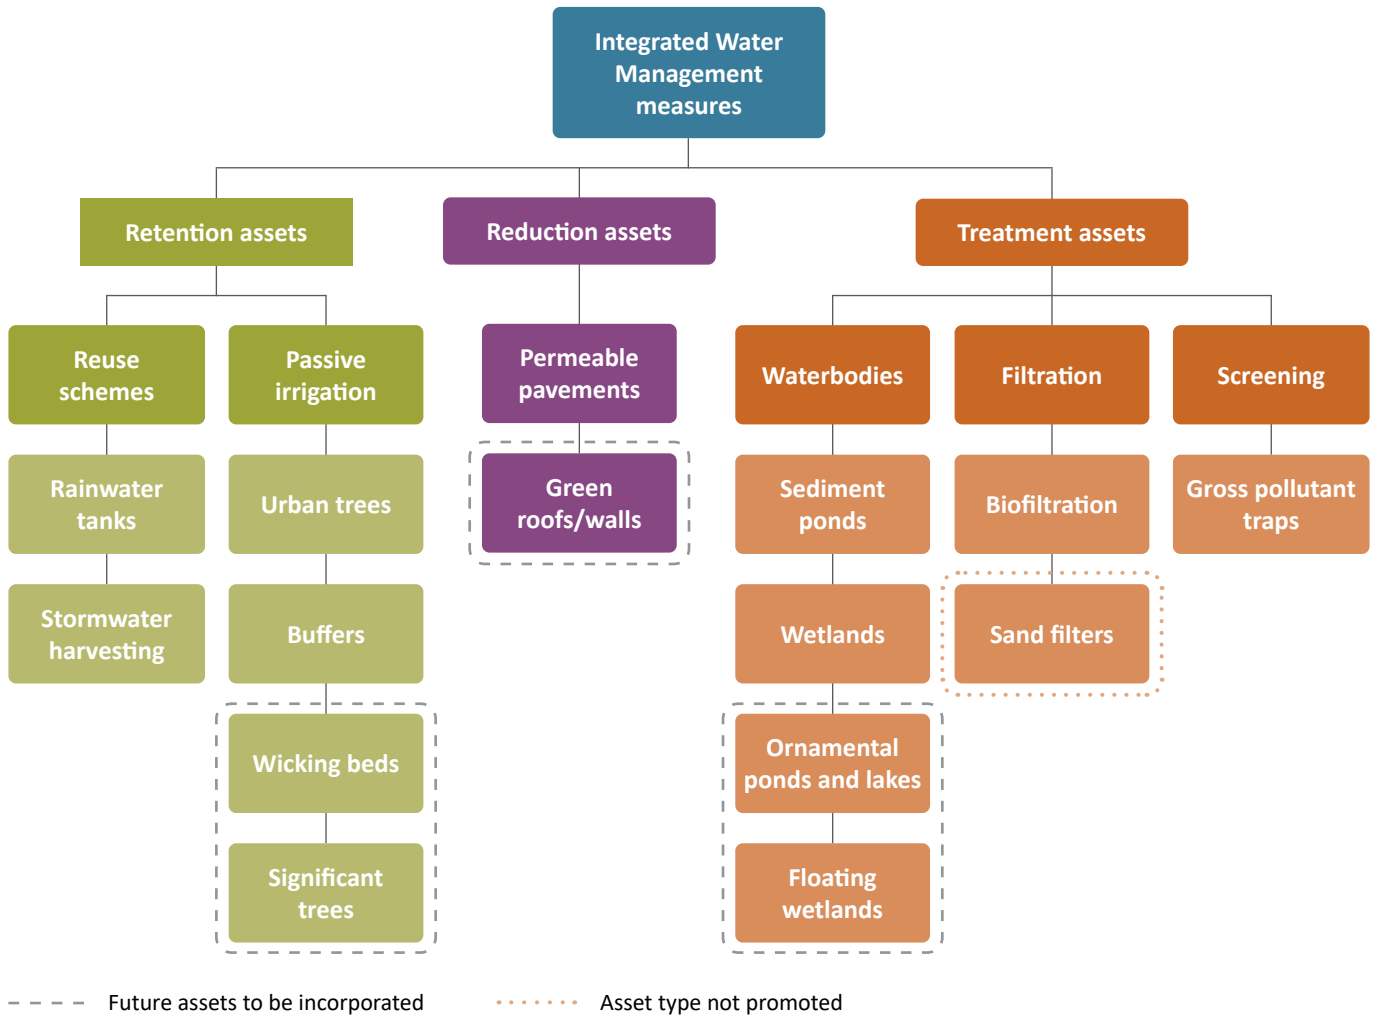 Integrated Water
Management
measures
Retention assets
Reduction assets
Treatment assets
Reuse
schemes
Passive
irrigation
Permeable
pavements
Waterbodies
Filtration
Screening
Rainwater
tanks
Urban trees
Green
roofs/walls
Sediment
ponds
Biofiltration
Gross pollutant
traps
Stormwater
harvesting
Buffers
Wetlands
Sand filters
Wicking beds
Ornamental
ponds and lakes
Significant
trees
Floating
wetlands
Future assets to be incorporated
Asset type not promoted